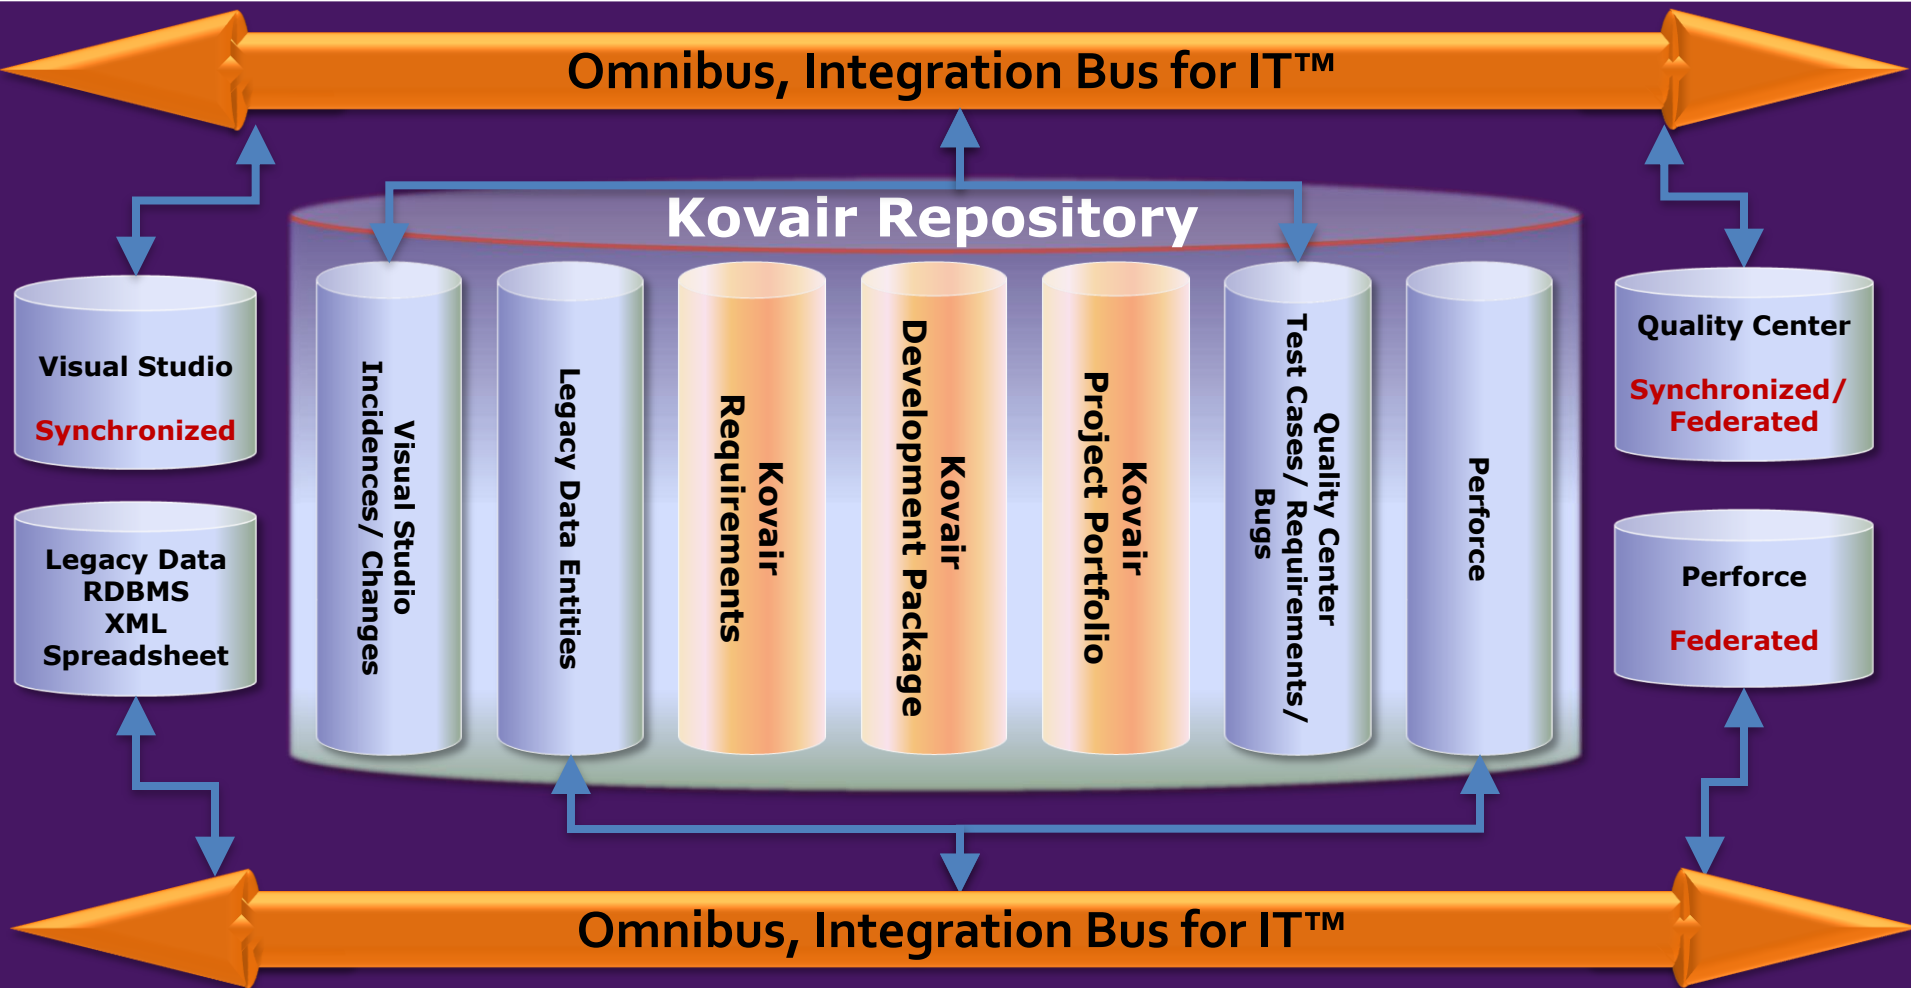 Omnibus, Integration Bus for IT™
Kovair Repository
Visual Studio
Synchronized
Legacy Data
RDBMS
XML
Spreadsheet
Visual Studio
Incidences/ Changes
Legacy Data Entities
Kovair
Requirements
Kovair
Development Package
Kovair
Project Portfolio
Quality Center
Test Cases/ Requirements/
Bugs
Perforce
Quality Center
Synchronized/
Federated
Perforce
Federated
Omnibus, Integration Bus for IT™